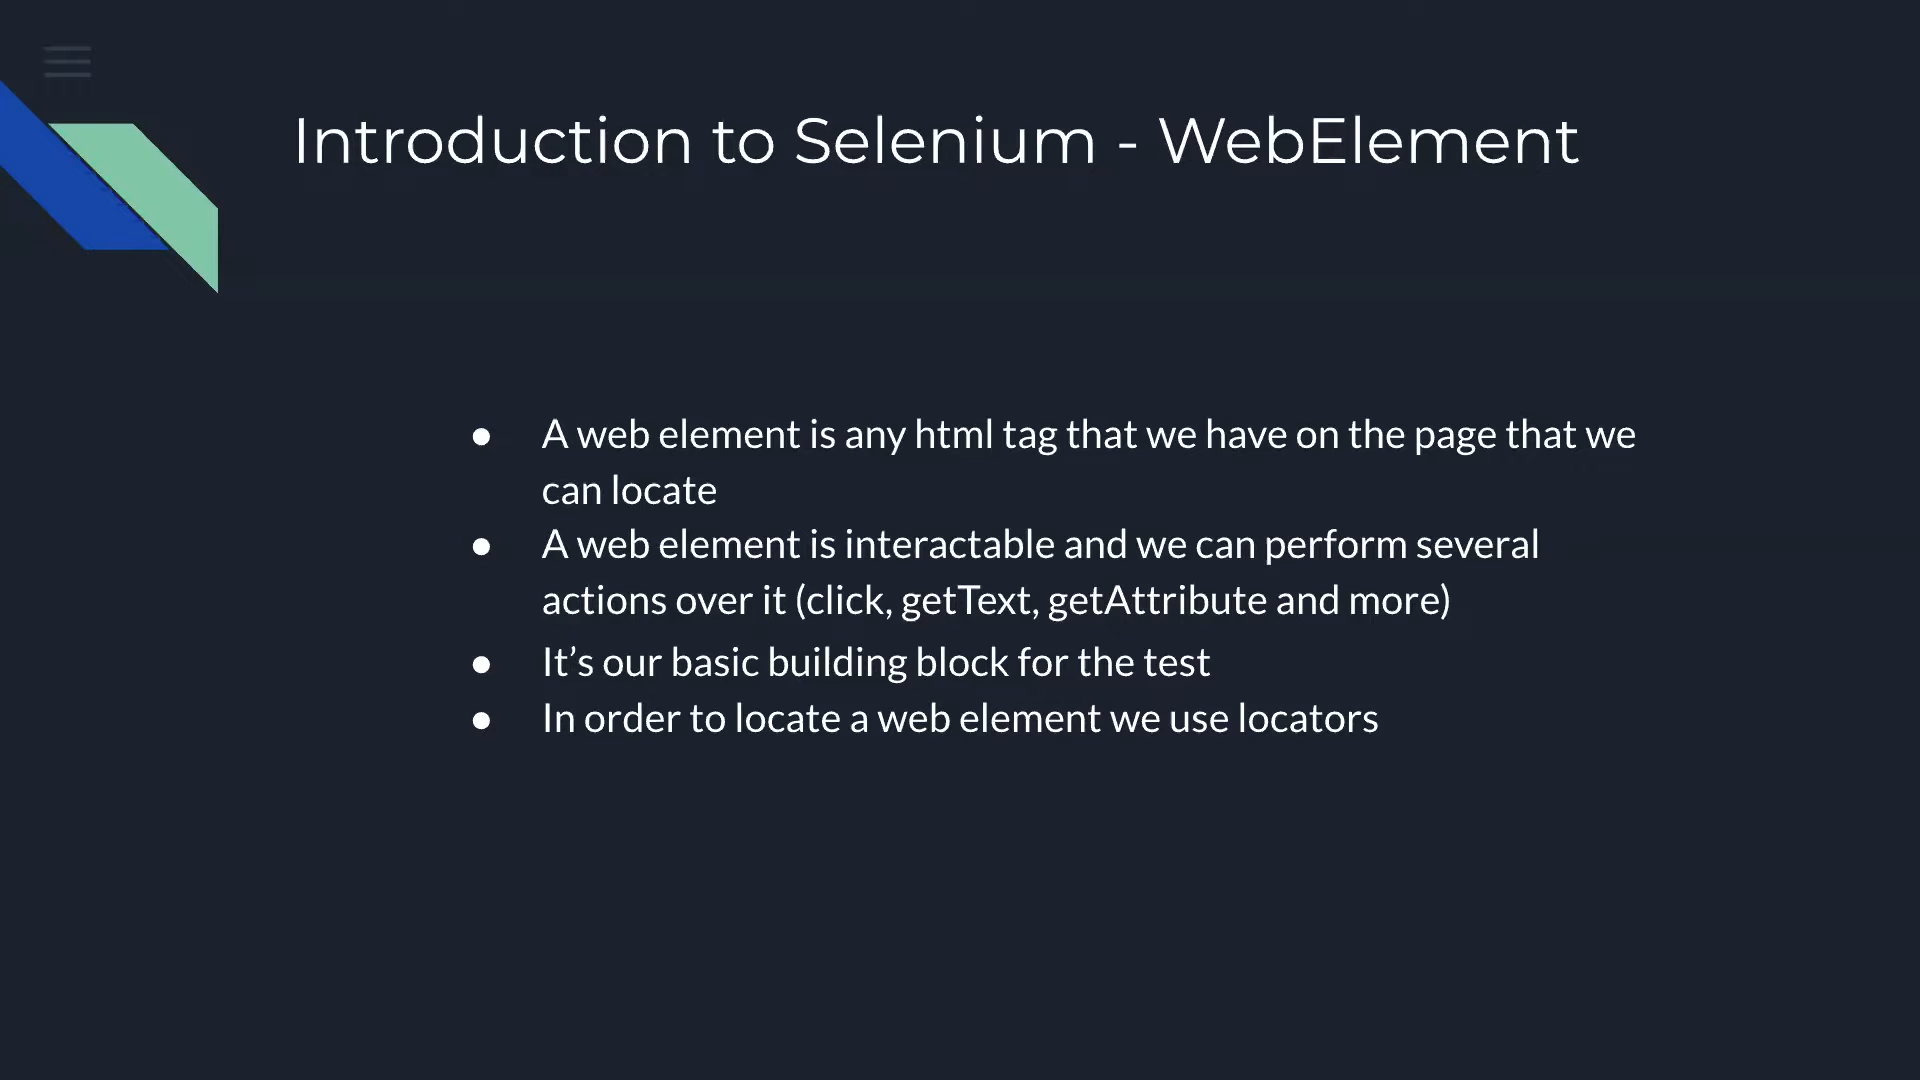 Introduction to Selenium - WebElement
● A web element is any html tag that we have on the page that we
can locate
● A web element is interactable and we can perform several
actions over it (click, getText, getAttribute and more)
● It’s our basic building block for the test
● In order to locate a web element we use locators